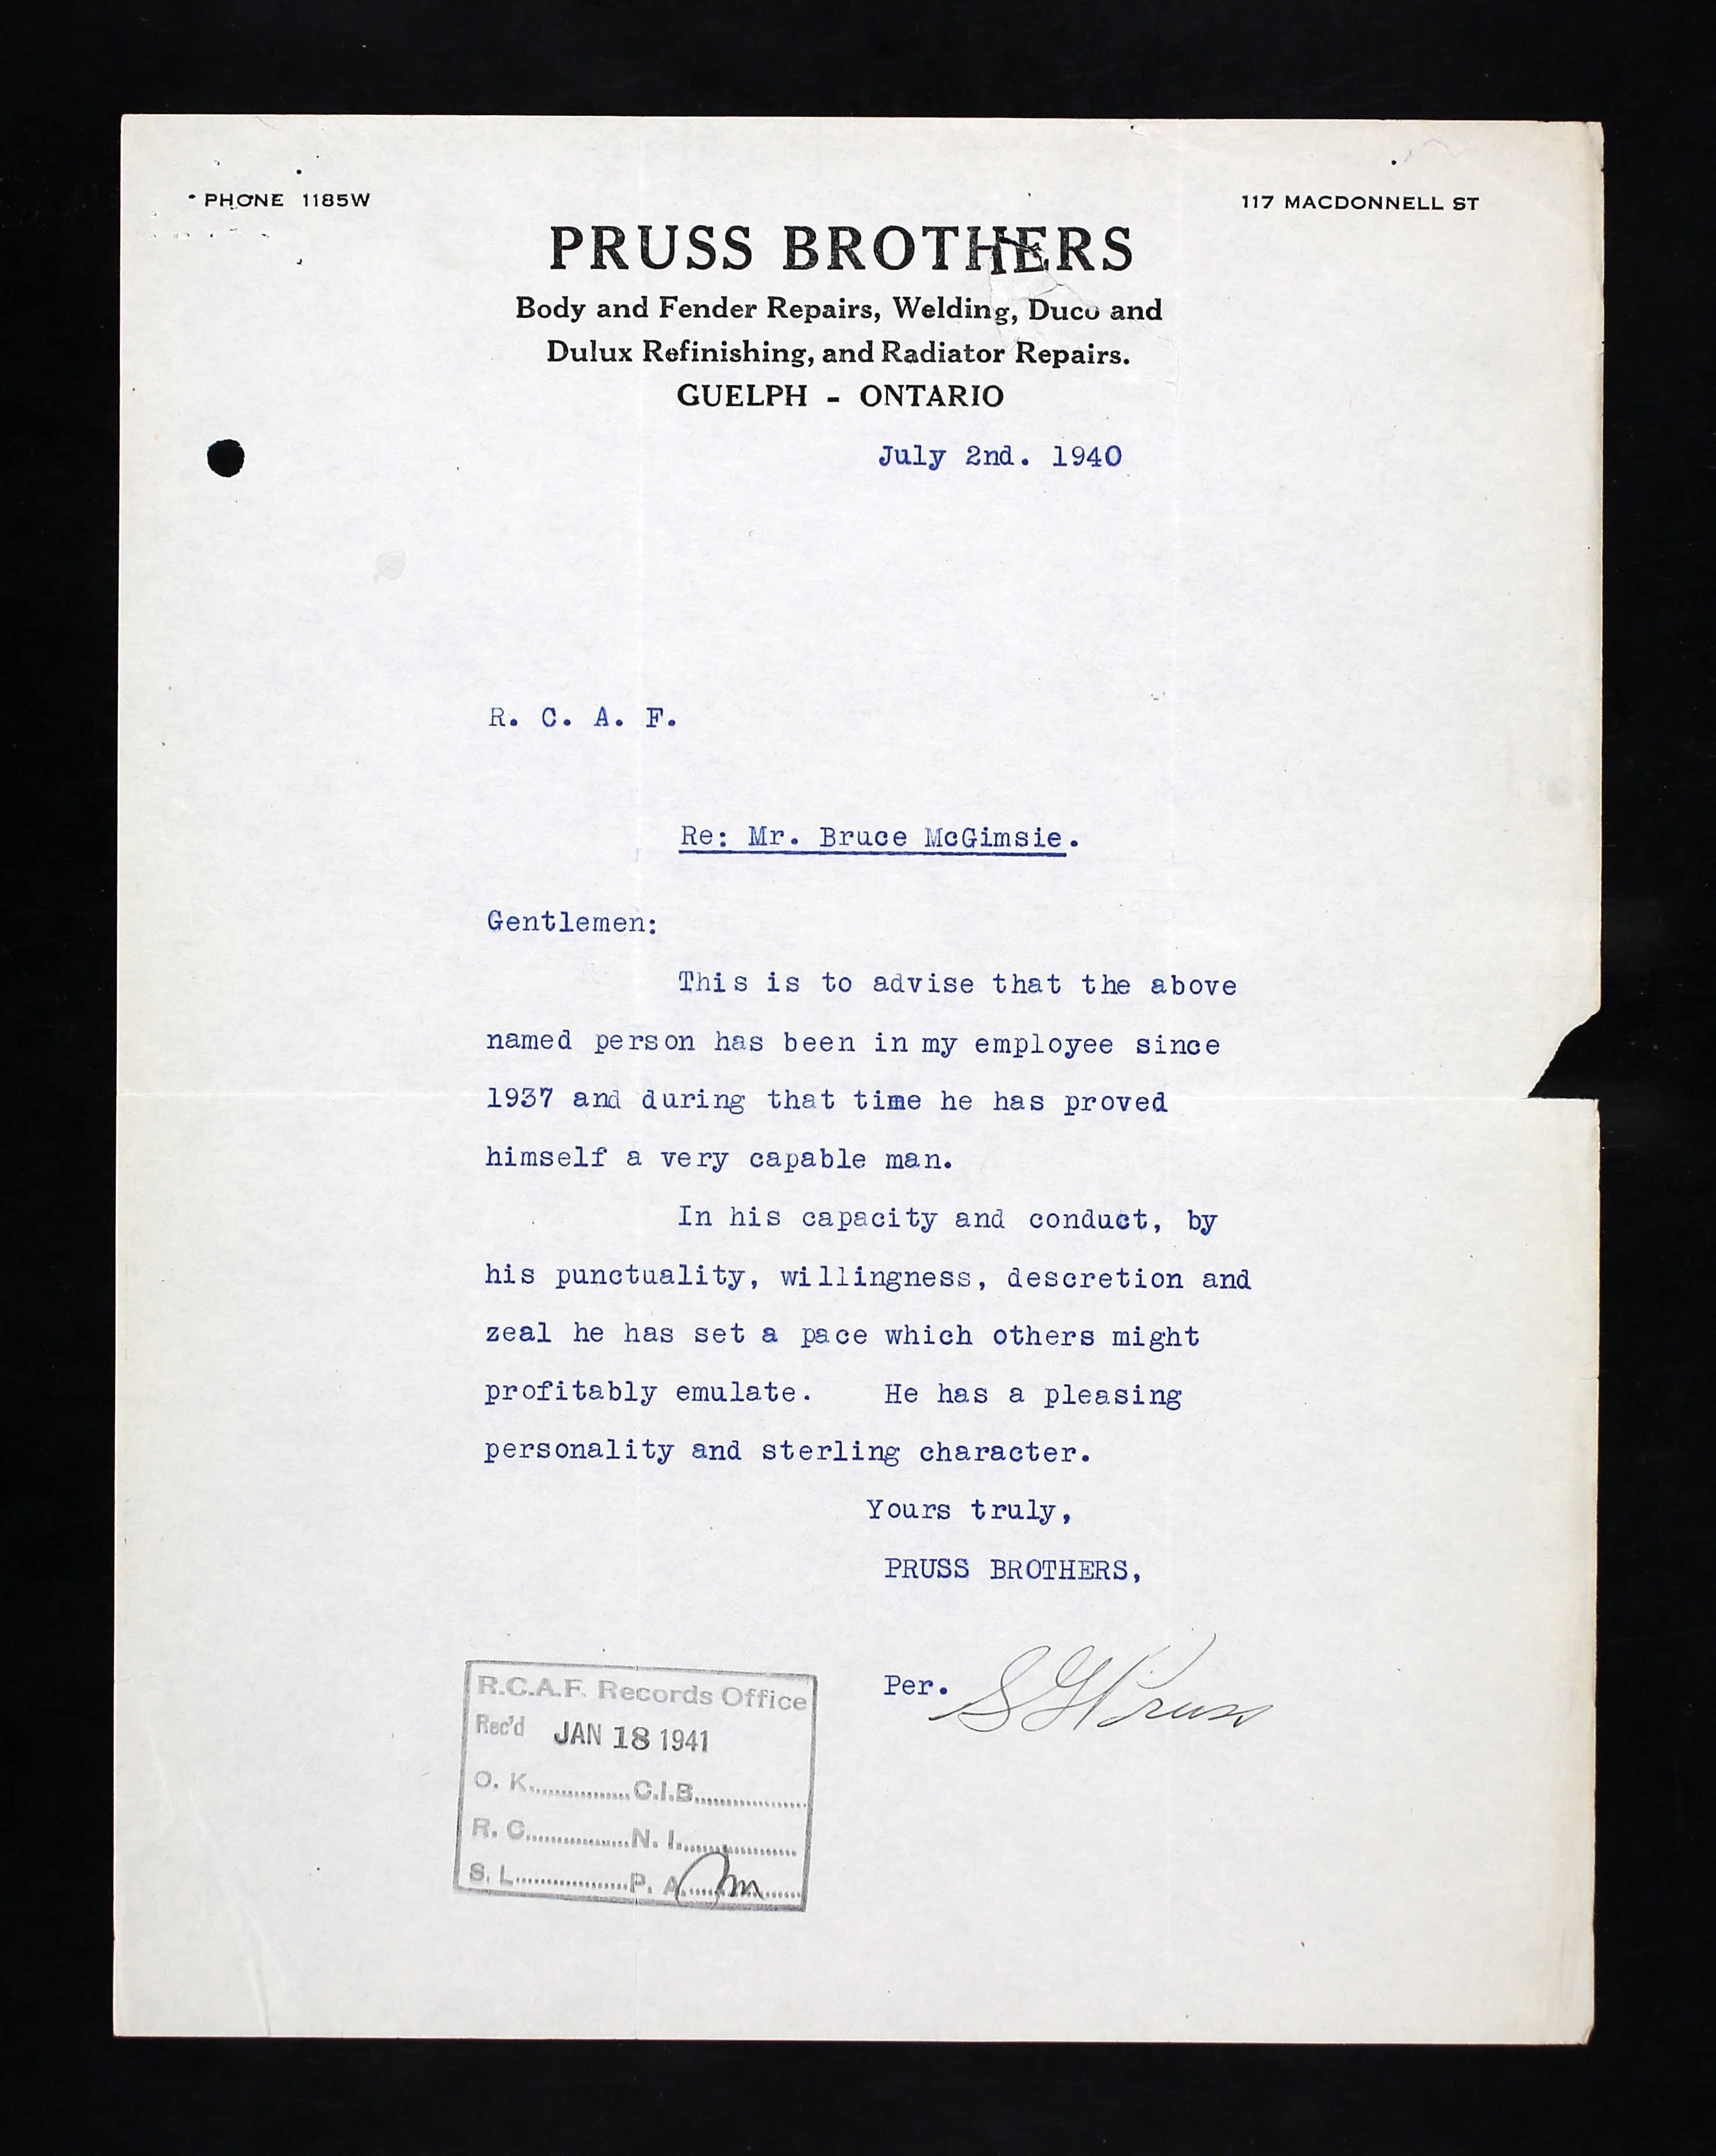 PHONE 1185W
117 MACDONNELL ST
PRUSS BROTHERS
Body and Fender Repairs, Welding, Duco and
Dulux Refinishing, and Radiator Repairs.
GUELPH - ONTARIO
July 2nd. 1940
R. C. A. F.
Re: Mr. Bruce McGimsie.
Gentlemen:
This is to advise that the above
named person has been in my employee since
1937 and during that time he has proved
himself a very capable man.
In his capacity and conduct, by
his punctuality, willingness, descretion and
zeal he has set a pace which others might
profitably emulate. He has a pleasing
personality and sterling character.
Yours truly,
PRUSS BROTHERS,
Per. S G Pruss
R.C.A.F. Records Office
Rec'd JAN 18 1941
O. K...............C.I.B................
R. C................N. I.................
S. L.................P. A.